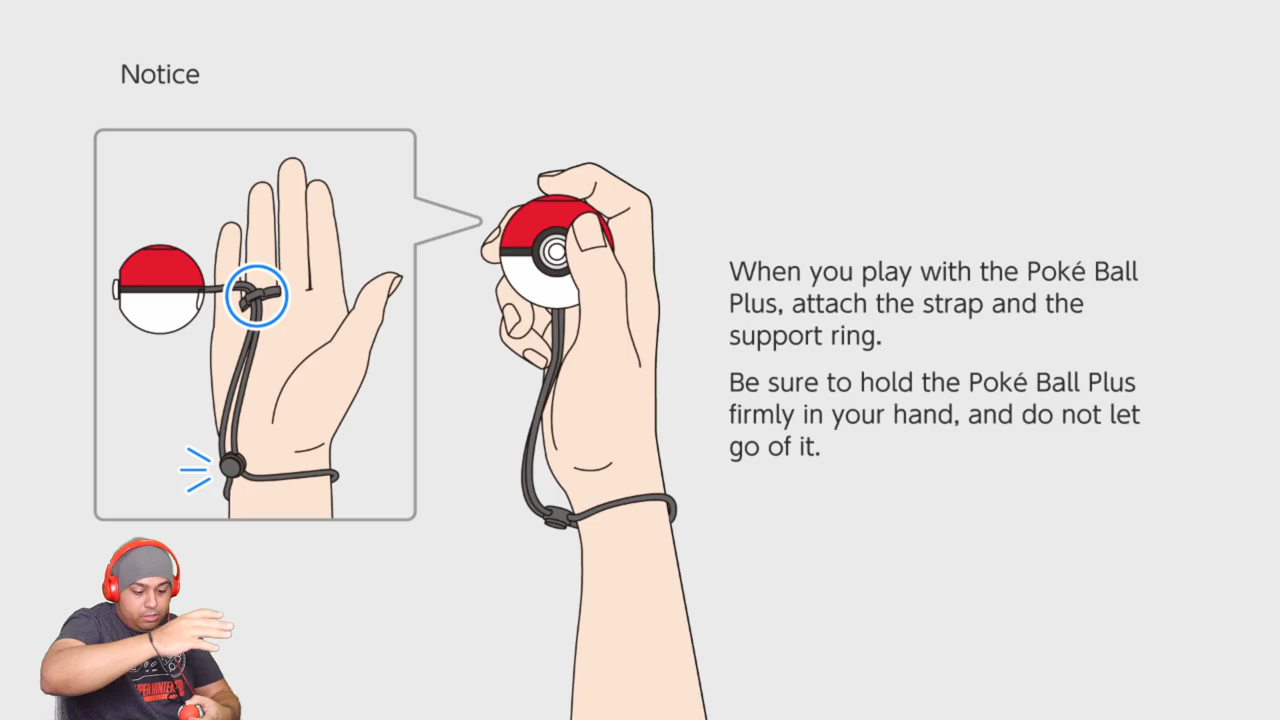 Notice
When you play with the Poké Ball
Plus, attach the strap and the
support ring.
Be sure to hold the Poké Ball Plus
firmly in your hand, and do not let
go of it.